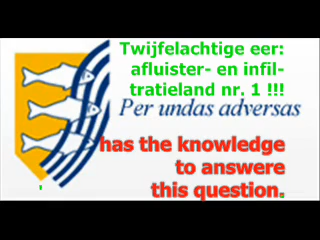 Twijfelachtige eer:
afluister- en infil-
tratieland nr. 1 !!!
Per undas adversas
has the knowledge
to answere
this question.